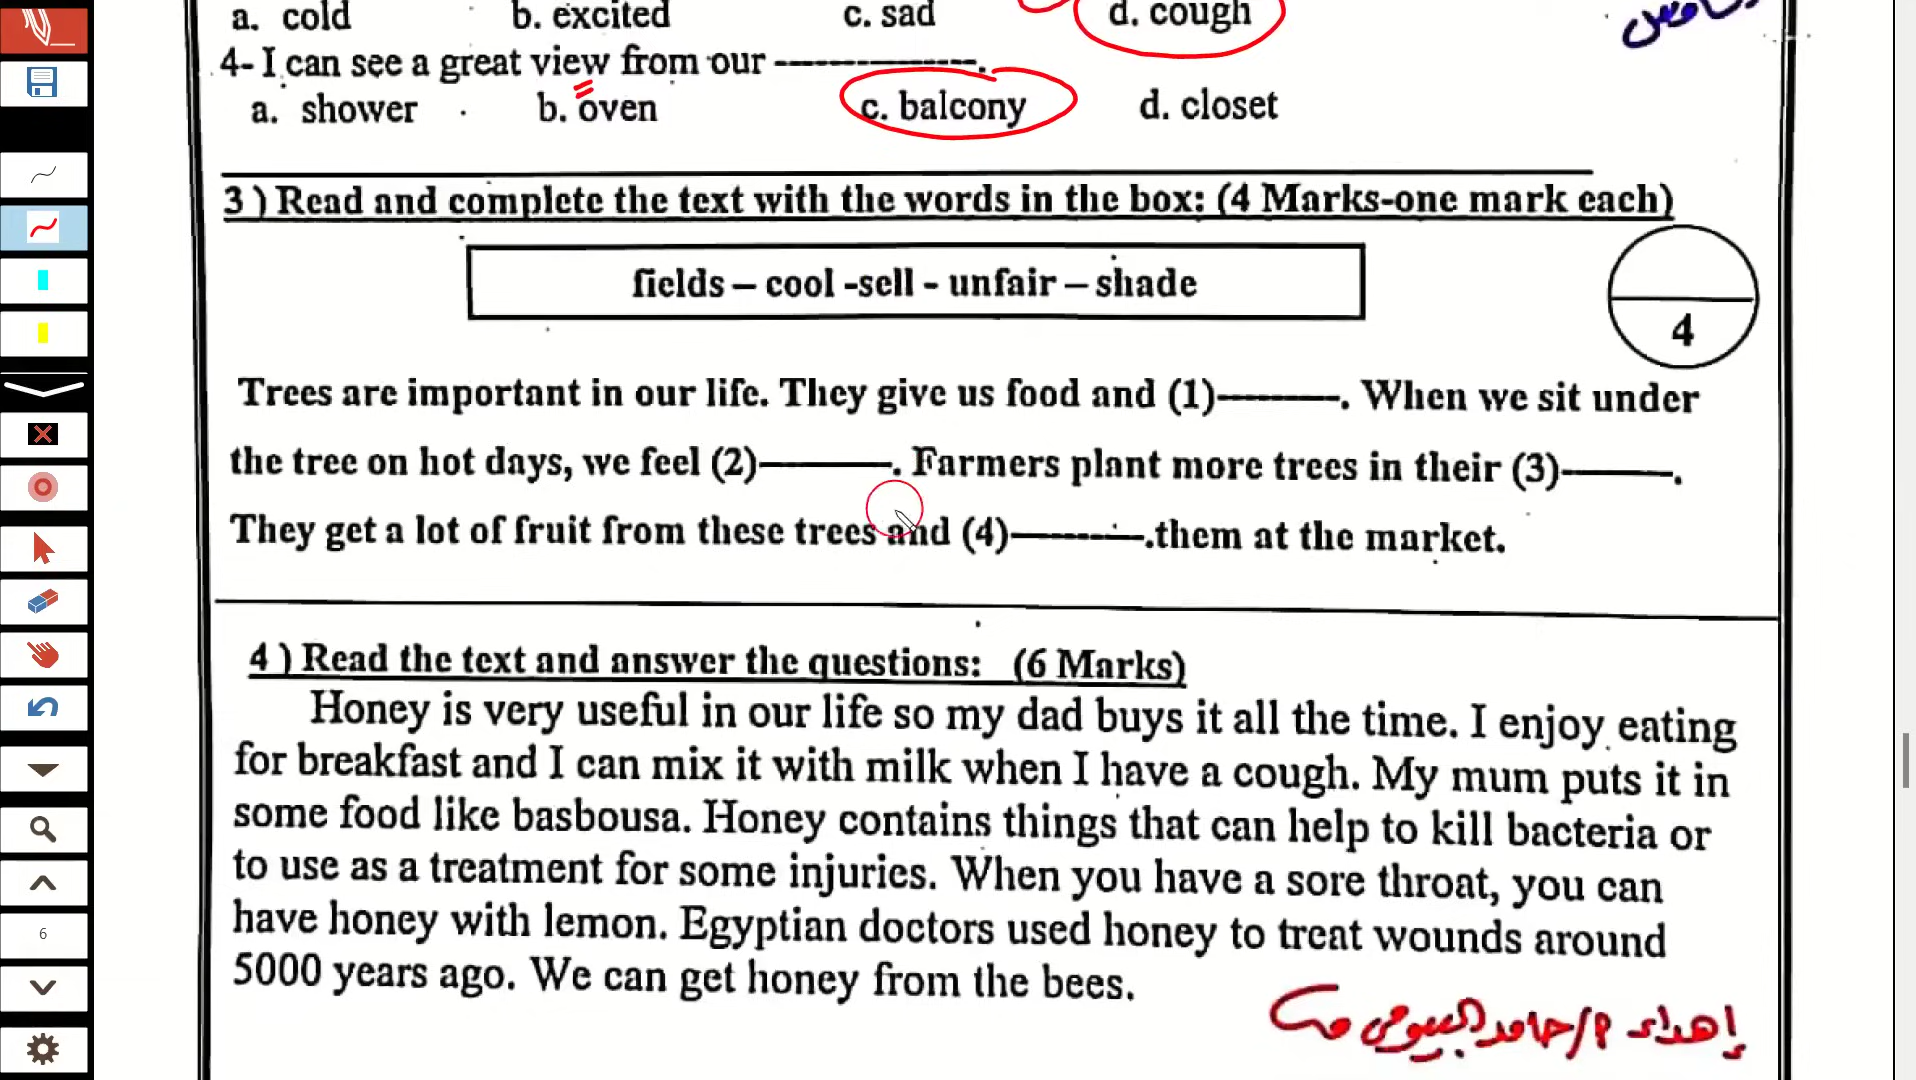 a. cold b. excited c. sad d. cough
4- I can see a great view from our ---------------.
a. shower b. oven c. balcony d. closet
3 ) Read and complete the text with the words in the box: (4 Marks-one mark each)
fields – cool -sell - unfair – shade
4
Trees are important in our life. They give us food and (1)--------. When we sit under
the tree on hot days, we feel (2)--------. Farmers plant more trees in their (3)-------.
They get a lot of fruit from these trees and (4)--------.them at the market.
4 ) Read the text and answer the questions: (6 Marks)
Honey is very useful in our life so my dad buys it all the time. I enjoy eating
for breakfast and I can mix it with milk when I have a cough. My mum puts it in
some food like basbousa. Honey contains things that can help to kill bacteria or
to use as a treatment for some injuries. When you have a sore throat, you can
have honey with lemon. Egyptian doctors used honey to treat wounds around
5000 years ago. We can get honey from the bees.
إهداء م/حامد البيومى
6